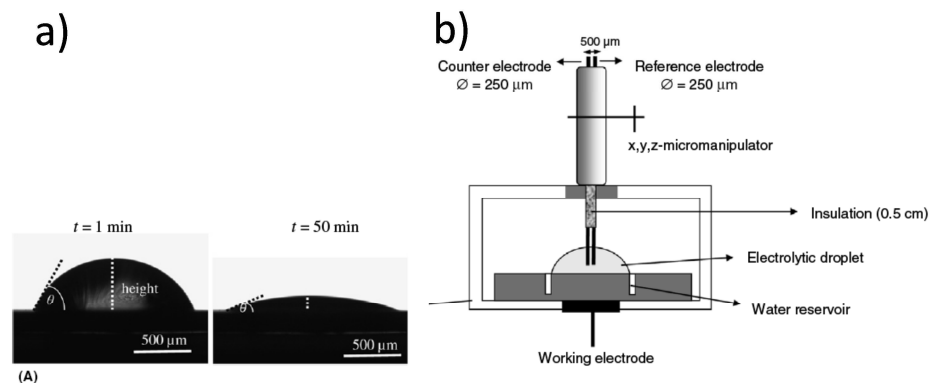 a)
t = 1 min
t = 50 min
θ
height
500 µm
θ
500 µm
(A)
b)
500 µm
Counter electrode
Ø = 250 µm
Reference electrode
Ø = 250 µm
x,y,z-micromanipulator
Insulation (0.5 cm)
Electrolytic droplet
Water reservoir
Working electrode